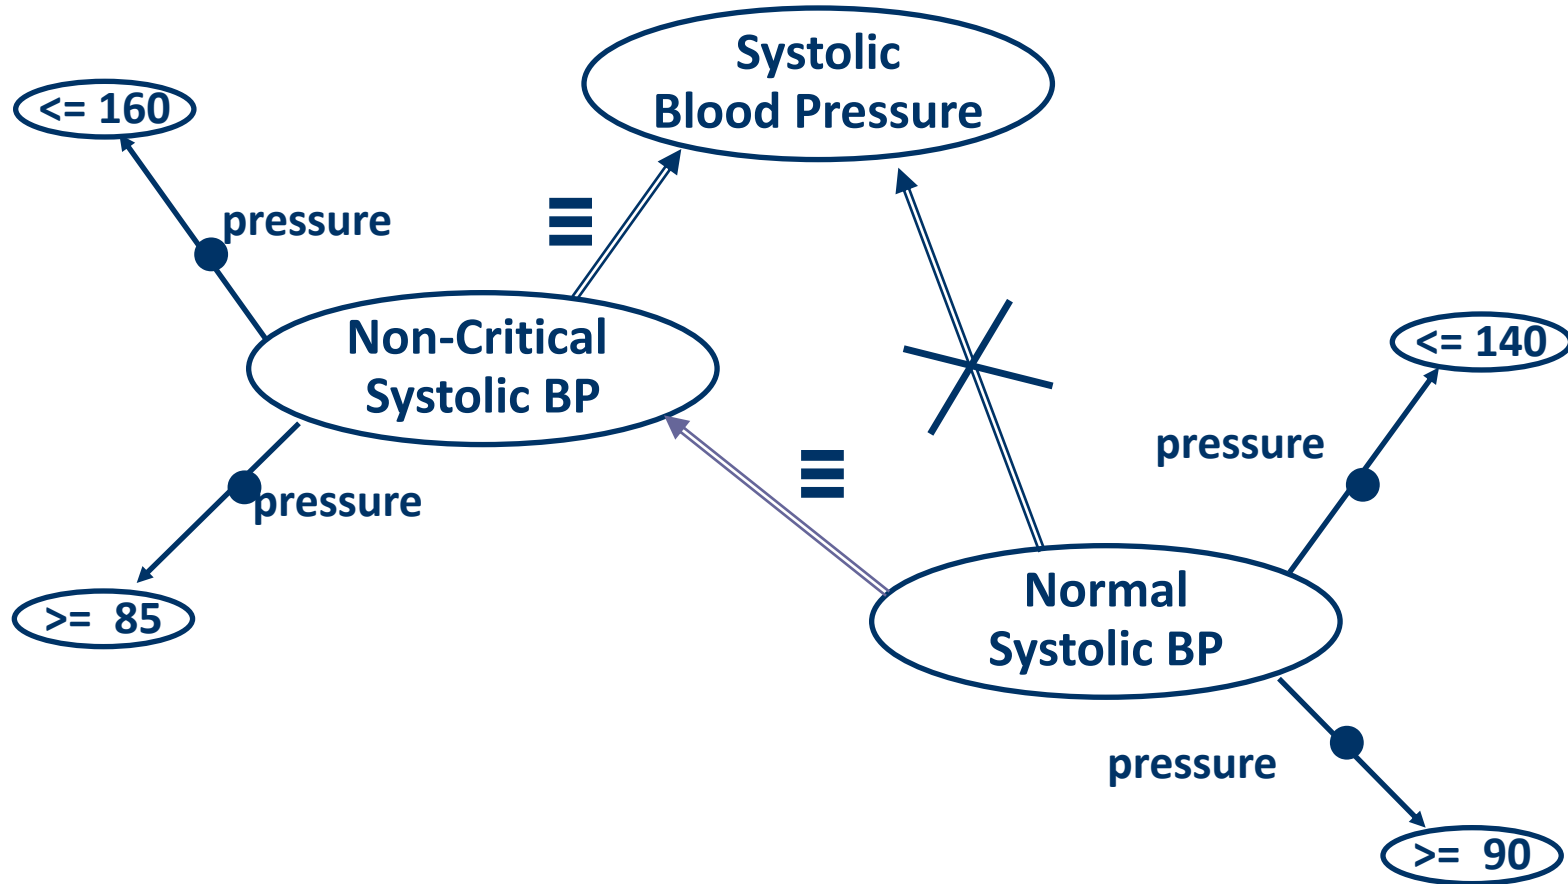 Systolic
Blood Pressure
<= 160
pressure
≡
Non-Critical
Systolic BP
<= 140
pressure
≡
pressure
Normal
Systolic BP
>= 85
pressure
>= 90